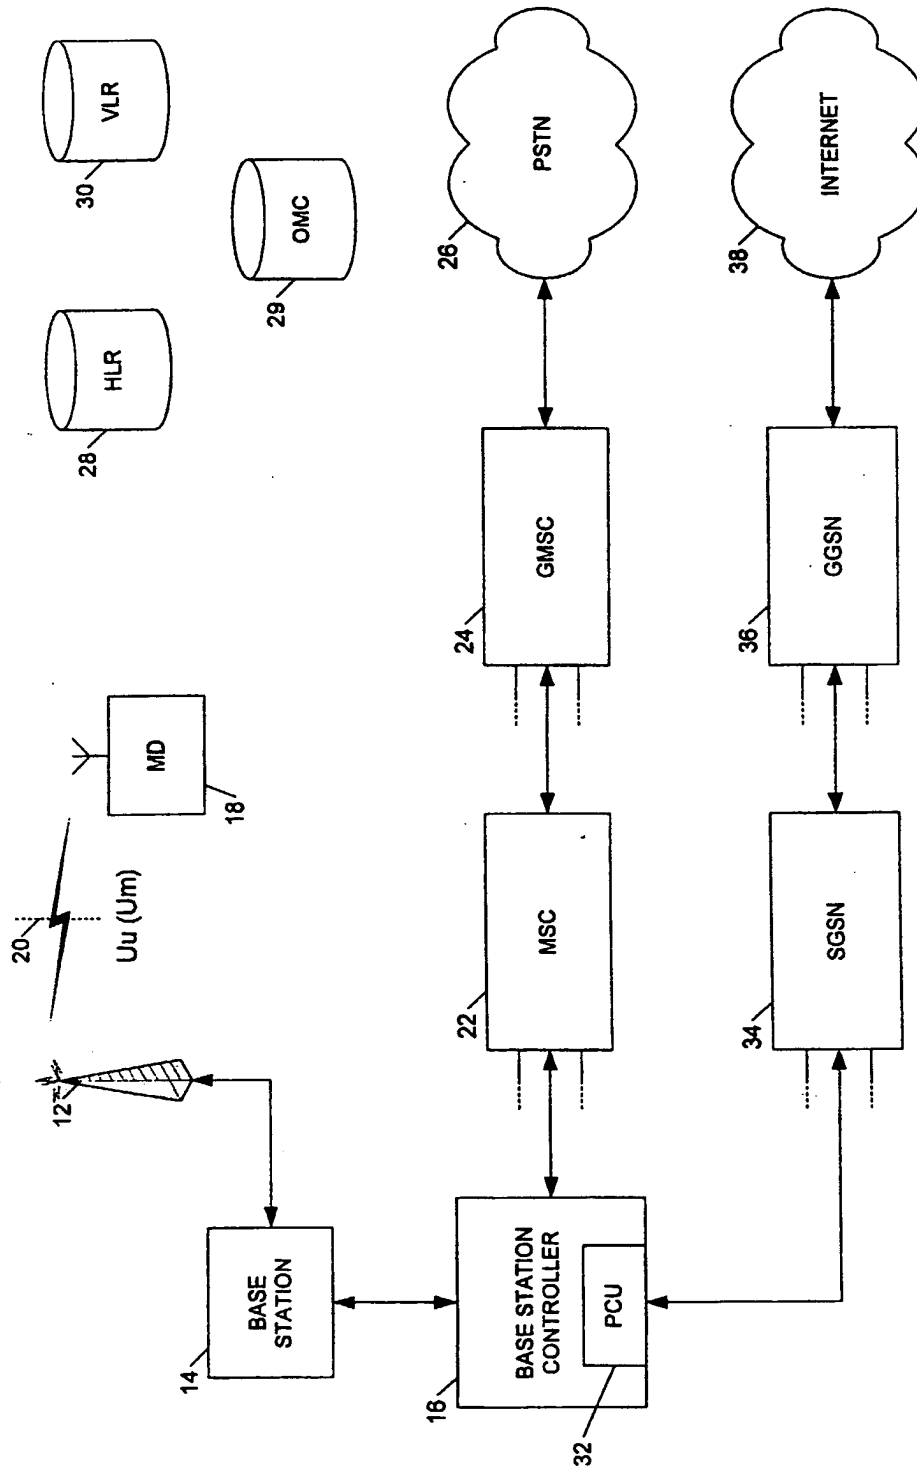 20
Uu (Um)
12
MD
18
HLR
28
VLR
30
OMC
29
14
BASE
STATION
16
BASE STATION
CONTROLLER
PCU
32
22
MSC
24
GMSC
26
PSTN
34
SGSN
36
GGSN
38
INTERNET